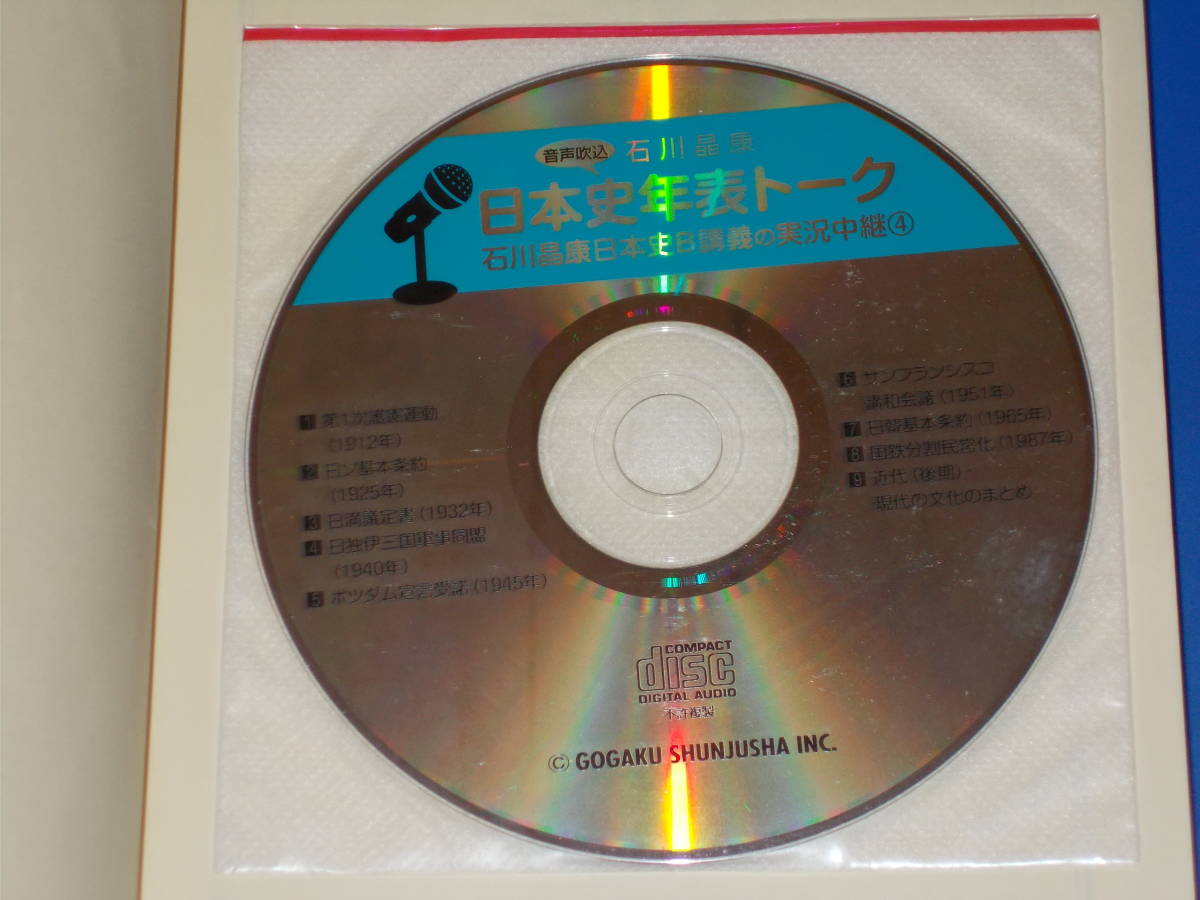 音声吹込
石川晶康
日本史年表トーク
石川晶康日本史B講義の実況中継④
1 第1次護憲運動
(1912年)
2 日ソ基本条約
(1925年)
3 日満議定書(1932年)
4 日独伊三国軍事同盟
(1940年)
5 ポツダム宣言受諾(1945年)
6 サンフランシスコ
講和会議(1951年)
7 日韓基本条約(1965年)
8 国鉄分割民営化(1987年)
9 近代(後期)・
現代の文化のまとめ
COMPACT
disc
DIGITAL AUDIO
不許複製
© GOGAKU SHUNJUSHA INC.